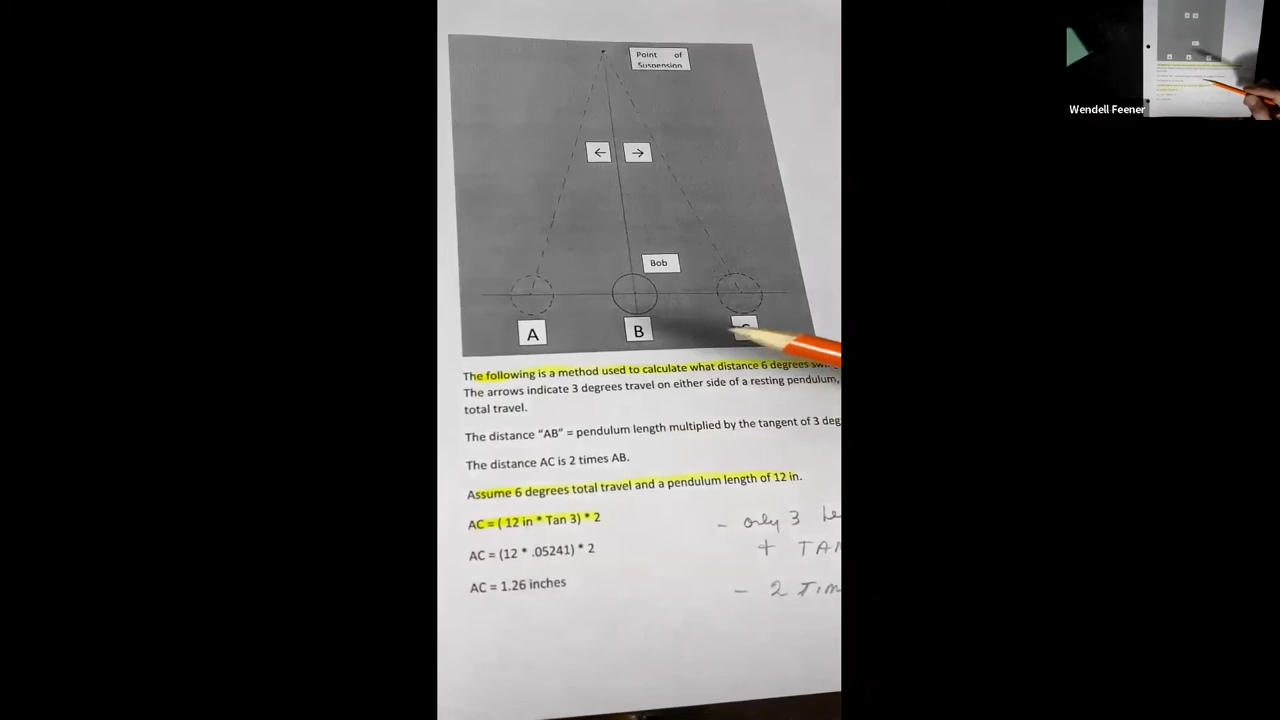 Point of
Suspension
Wendell Feener
← →
Bob
A B
The following is a method used to calculate what distance 6 degrees
The arrows indicate 3 degrees travel on either side of a resting pendulum,
total travel.
The distance “AB” = pendulum length multiplied by the tangent of 3 deg
The distance AC is 2 times AB.
Assume 6 degrees total travel and a pendulum length of 12 in.
AC = ( 12 in * Tan 3) * 2
- only 3
AC = (12 * .05241) * 2
+ TAN
AC = 1.26 inches
- 2 TIM